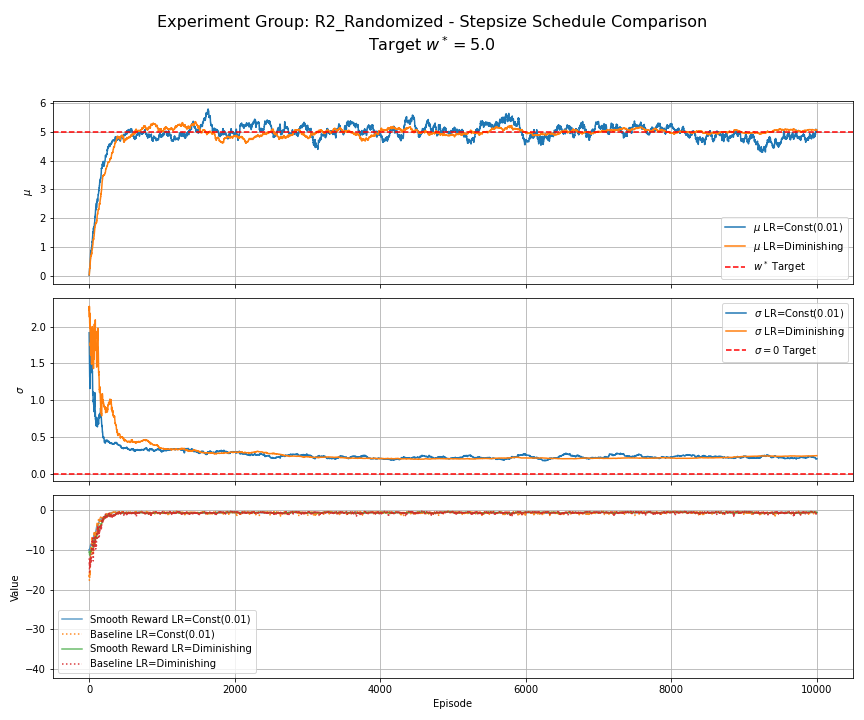 Experiment Group: R2_Randomized - Stepsize Schedule Comparison
Target w* = 5.0
6
5
4
3
2
1
0
μ
μ LR=Const(0.01)
μ LR=Diminishing
w* Target
2.0
1.5
1.0
0.5
0.0
σ
σ LR=Const(0.01)
σ LR=Diminishing
σ = 0 Target
0
−10
−20
−30
−40
Value
Smooth Reward LR=Const(0.01)
Baseline LR=Const(0.01)
Smooth Reward LR=Diminishing
Baseline LR=Diminishing
0 2000 4000 6000 8000 10000
Episode